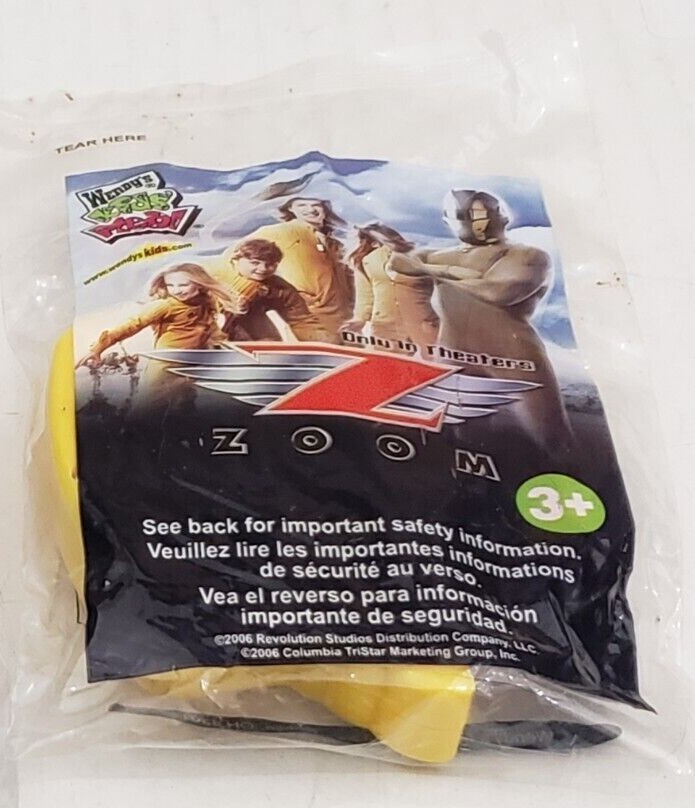 TEAR HERE
Wendy's
Kids'
Meal
www.wendyskids.com
Only in Theaters
Z
ZOOM
3+
See back for important safety information.
Veuillez lire les importantes informations
de sécurité au verso.
Vea el reverso para información
importante de seguridad.
©2006 Revolution Studios Distribution Company, LLC.
©2006 Columbia TriStar Marketing Group, Inc.